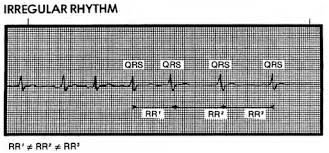 IRREGULAR RHYTHM
QRS QRS QRS QRS
RR¹ RR² RR³
RR¹ ≠ RR² ≠ RR³